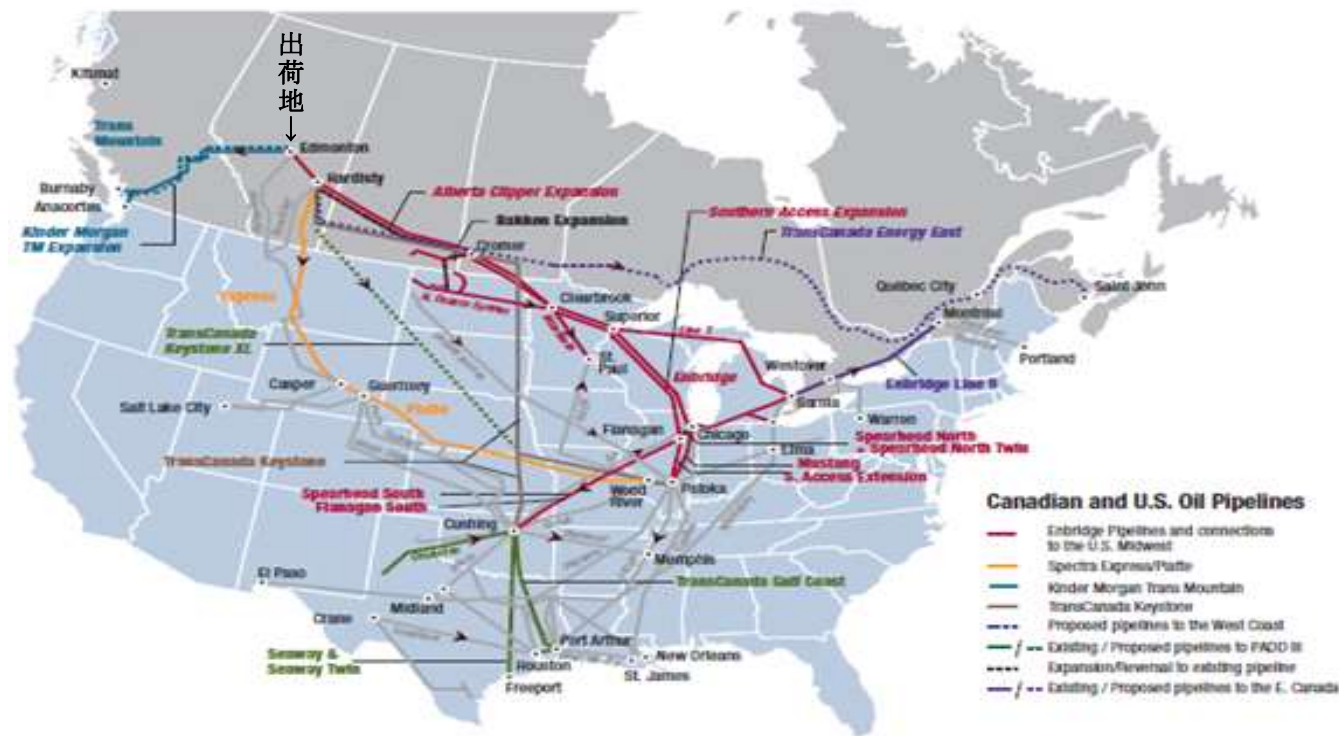 出荷地
Kitimat
Trans
Mountain
Edmonton
Hardisty
Burnaby
Anacortes
Kinder Morgan
TM Expansion
Alberta Clipper Expansion
Bakken Expansion
Southern Access Expansion
TransCanada Energy East
Cromer
Clearbrook
Superior
Québec City
Montréal
Saint John
Portland
Express
TransCanada
Keystone XL
St.
Paul
Enbridge
Westover
Sarnia
Enbridge Line 9
Casper
Guernsey
Salt Lake City
Platte
Flanagan
Chicago
Warren
Lima
Spearhead North
Spearhead North Twin
Mustang
S. Access Extension
TransCanada Keystone
Spearhead South
Flanagan South
Wood
River
Patoka
Cushing
Memphis
TransCanada Gulf Coast
El Paso
Midland
Crane
Seaway &
Seaway Twin
Port Arthur
Houston
Freeport
New Orleans
St. James
Canadian and U.S. Oil Pipelines
Enbridge Pipelines and connections
to the U.S. Midwest
Spectra Express/Platte
Kinder Morgan Trans Mountain
TransCanada Keystone
Proposed pipelines to the West Coast
Existing / Proposed pipelines to PADD III
Expansion/Reversal to existing pipeline
Existing / Proposed pipelines to the E. Canada